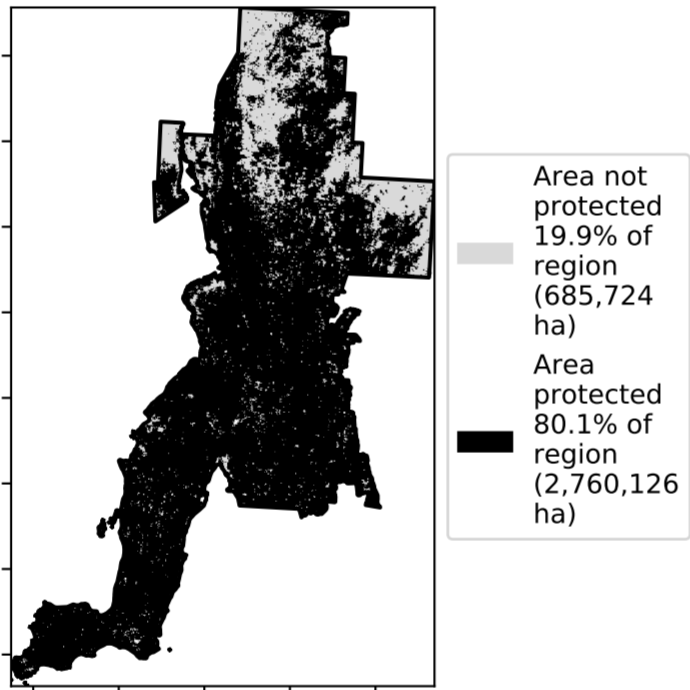 Area not
protected
19.9% of
region
(685,724
ha)
Area
protected
80.1% of
region
(2,760,126
ha)